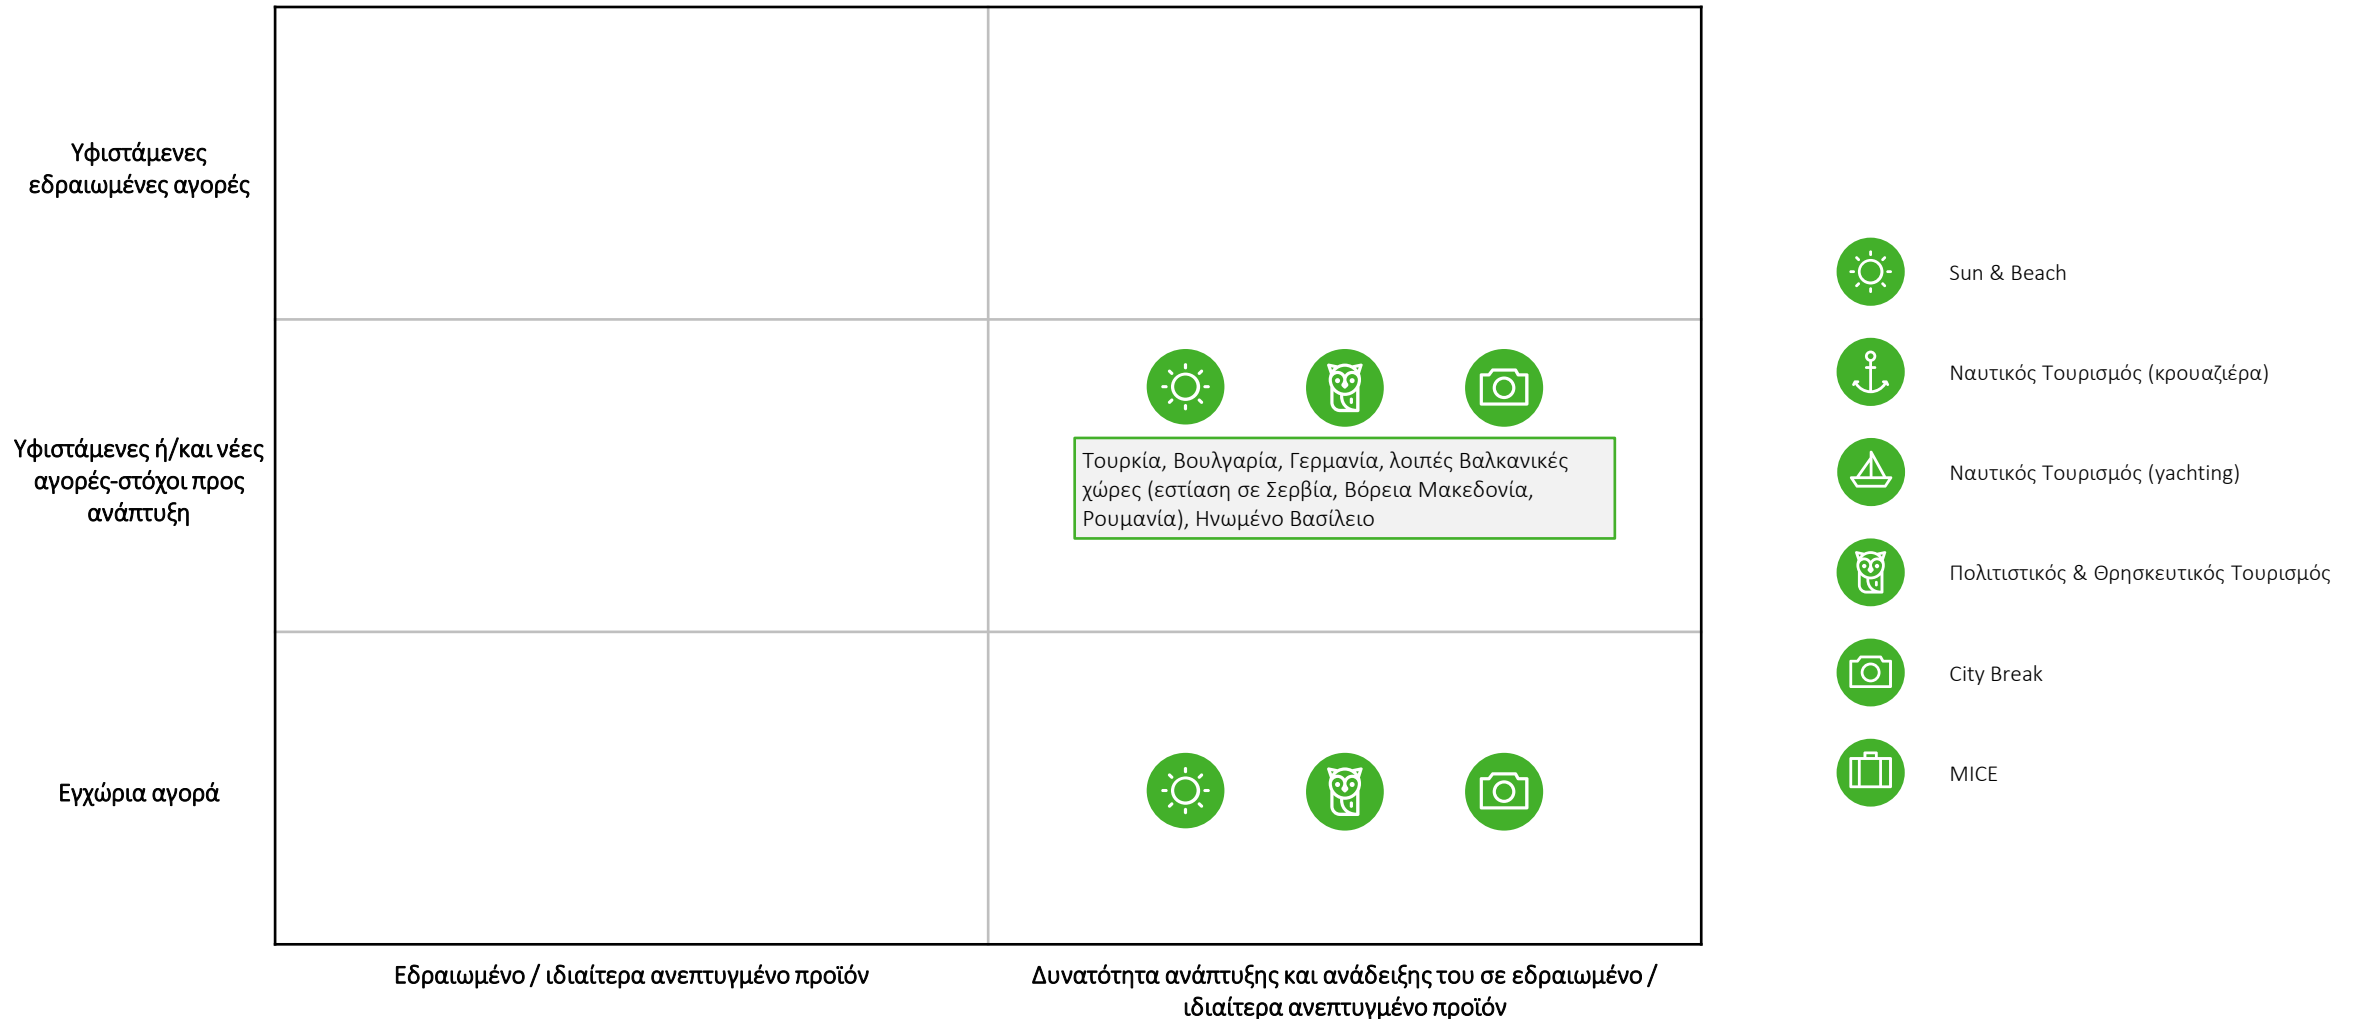 Υφιστάμενες
εδραιωμένες αγορές
Υφιστάμενες ή/και νέες
αγορές-στόχοι προς
ανάπτυξη
Τουρκία, Βουλγαρία, Γερμανία, λοιπές Βαλκανικές
χώρες (εστίαση σε Σερβία, Βόρεια Μακεδονία,
Ρουμανία), Ηνωμένο Βασίλειο
Εγχώρια αγορά
Εδραιωμένο / ιδιαίτερα ανεπτυγμένο προϊόν
Δυνατότητα ανάπτυξης και ανάδειξης του σε εδραιωμένο /
ιδιαίτερα ανεπτυγμένο προϊόν
Sun & Beach
Ναυτικός Τουρισμός (κρουαζιέρα)
Ναυτικός Τουρισμός (yachting)
Πολιτιστικός & Θρησκευτικός Τουρισμός
City Break
MICE